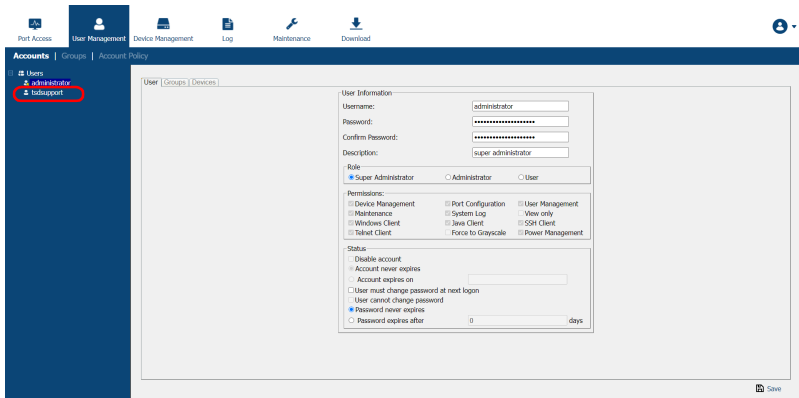 Port Access
User Management
Device Management
Log
Maintenance
Download
Accounts | Groups | Account Policy
Users
administrator
tsdsupport
User | Groups | Devices |
User Information
Username: administrator
Password: •••••••••••••••••••
Confirm Password: •••••••••••••••••••
Description: super administrator
Role
Super Administrator Administrator User
Permissions:
Device Management Port Configuration User Management
Maintenance System Log View only
Windows Client Java Client SSH Client
Telnet Client Force to Grayscale Power Management
Status
Disable account
Account never expires
Account expires on
User must change password at next logon
User cannot change password
Password never expires
Password expires after 0 days
Save